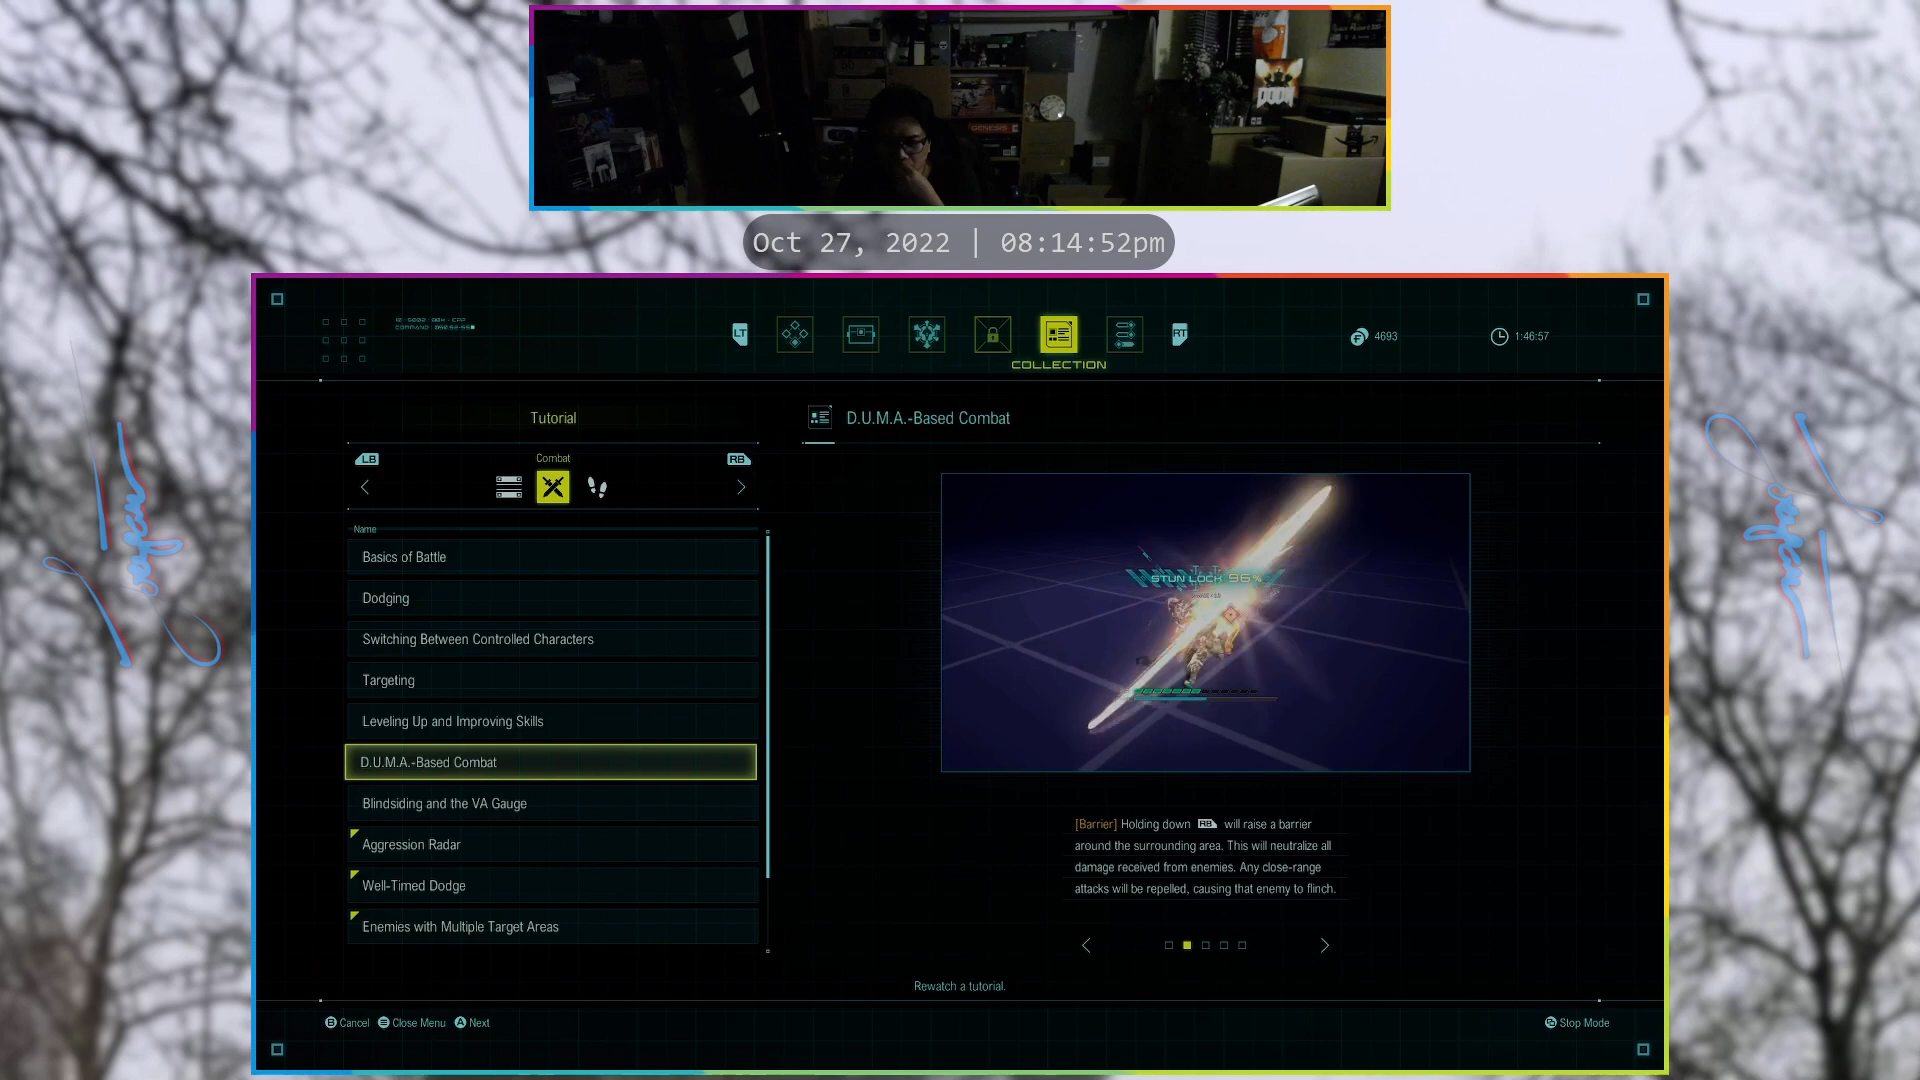 GENESIS
Oct 27, 2022 | 08:14:52pm
LT
RT
COLLECTION
4693
1:46:57
Tutorial
D.U.M.A.-Based Combat
LB
Combat
RB
Name
Basics of Battle
Dodging
Switching Between Controlled Characters
Targeting
Leveling Up and Improving Skills
D.U.M.A.-Based Combat
Blindsiding and the VA Gauge
Aggression Radar
Well-Timed Dodge
Enemies with Multiple Target Areas
STUN LOCK 96%
[Barrier] Holding down RB will raise a barrier
around the surrounding area. This will neutralize all
damage received from enemies. Any close-range
attacks will be repelled, causing that enemy to flinch.
Rewatch a tutorial.
B Cancel
Close Menu
A Next
Stop Mode